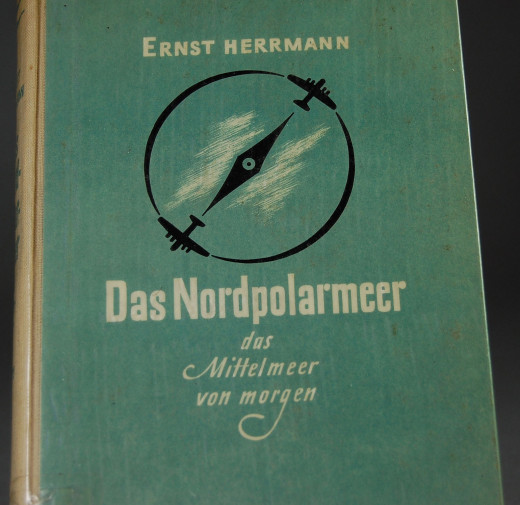 ERNST HERRMANN
Das Nordpolarmeer
das
Mittelmeer
von morgen